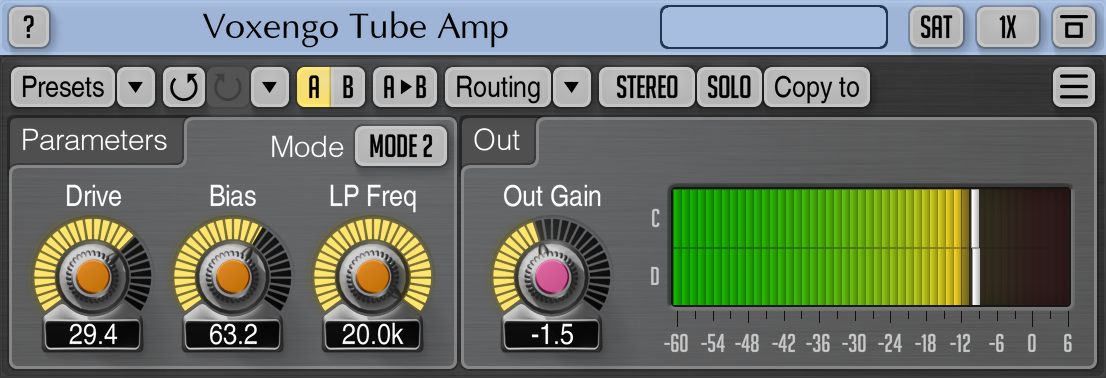 ? Voxengo Tube Amp SAT 1X
Presets A B A▶B Routing STEREO SOLO Copy to
Parameters Mode MODE 2 Out
Drive Bias LP Freq Out Gain
C
D
29.4 63.2 20.0k -1.5
-60 -54 -48 -42 -36 -30 -24 -18 -12 -6 0 6